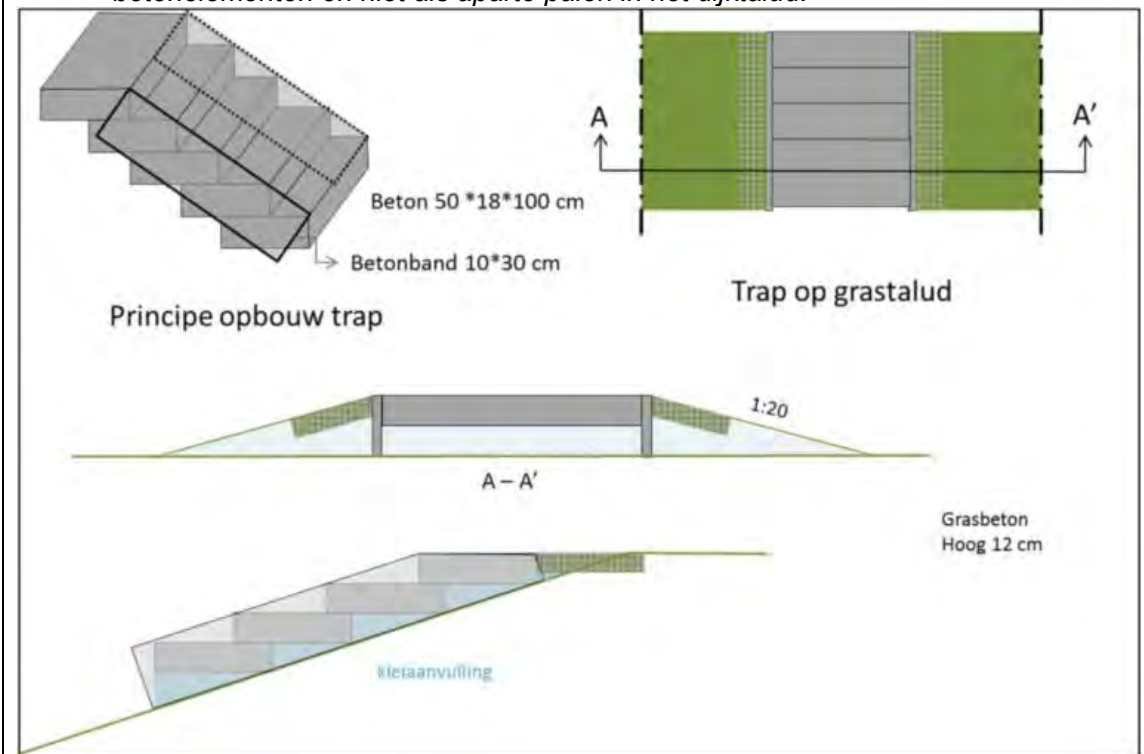 betonelementen en niet als aparte palen in het dijktalud.
A
A'
Beton 50 *18*100 cm
Betonband 10*30 cm
Principe opbouw trap
Trap op grastalud
1:20
A – A'
Grasbeton
Hoog 12 cm
kleiaanvulling